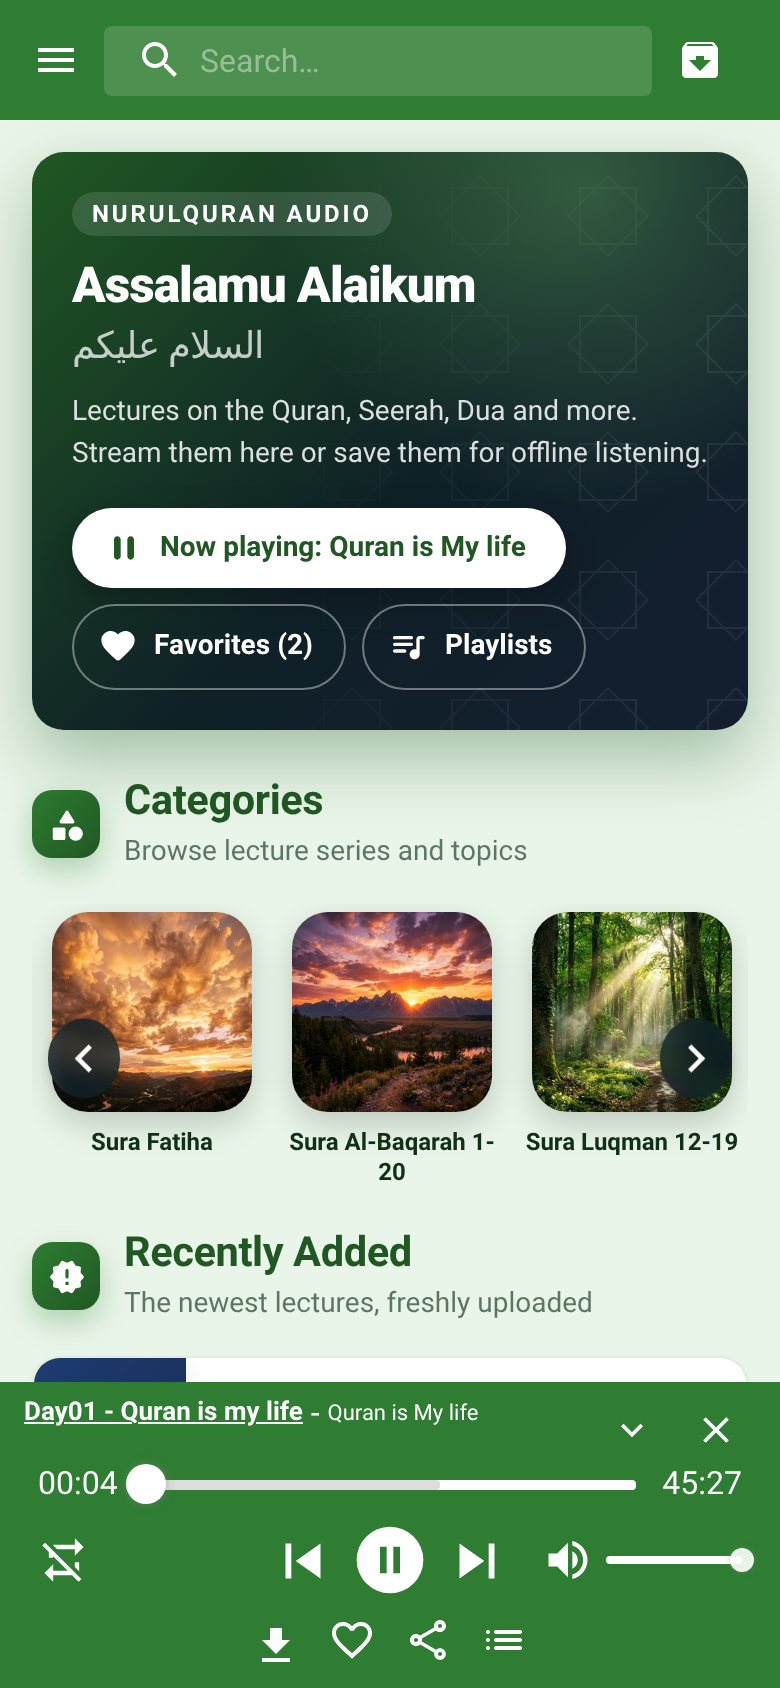 Search...
NURULQURAN AUDIO
Assalamu Alaikum
السلام عليكم
Lectures on the Quran, Seerah, Dua and more.
Stream them here or save them for offline listening.
Now playing: Quran is My life
Favorites (2)
Playlists
Categories
Browse lecture series and topics
Sura Fatiha
Sura Al-Baqarah 1-
20
Sura Luqman 12-19
Recently Added
The newest lectures, freshly uploaded
Day01 - Quran is my life - Quran is My life
00:04
45:27